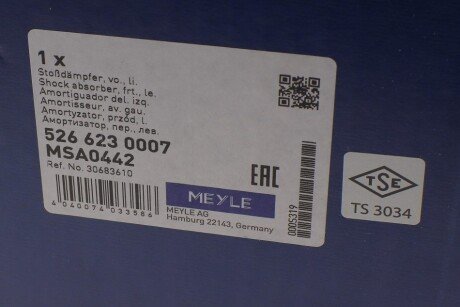 1 x
Stoßdämpfer, vo., li.
Shock absorber, frt., le.
Amortiguador del. izq.
Amortisseur, av. gau.
Amortyzator, przód, l.
Амортизатор, пер., лев.
526 623 0007
MSA0442
Ref. No. 30683610
4 040074 033586
MEYLE
MEYLE AG
Hamburg 22143, Germany
EAC
0005319
TSE
TS 3034